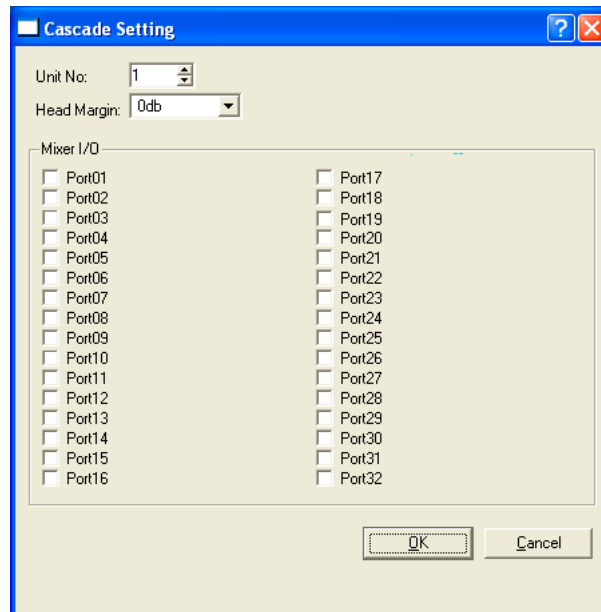 Cascade Setting
Unit No: 1
Head Margin: 0db
Mixer I/O
Port01
Port02
Port03
Port04
Port05
Port06
Port07
Port08
Port09
Port10
Port11
Port12
Port13
Port14
Port15
Port16
Port17
Port18
Port19
Port20
Port21
Port22
Port23
Port24
Port25
Port26
Port27
Port28
Port29
Port30
Port31
Port32
OK
Cancel